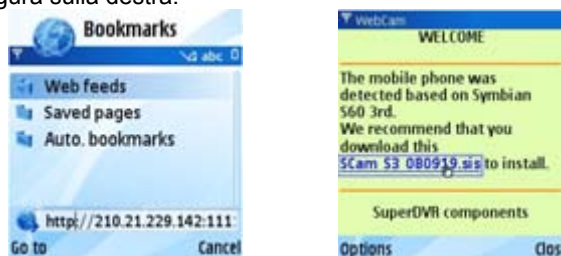 gura sulla destra.
Bookmarks
abc
Web feeds
Saved pages
Auto. bookmarks
http://210.21.229.142:111
Go to
Cancel
WebCam
WELCOME
The mobile phone was
detected based on Symbian
S60 3rd.
We recommend that you
download this
SCam S3 080919.sis to install.
SuperDVR components
Options
Clos